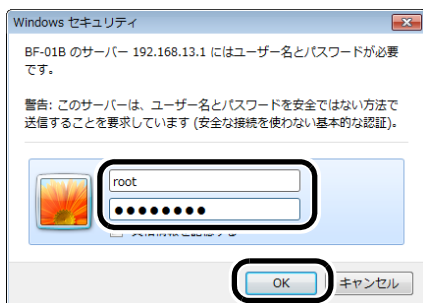 Windows セキュリティ
BF-01B のサーバー 192.168.13.1 にはユーザー名とパスワードが必要
です。
警告: このサーバーは、ユーザー名とパスワードを安全ではない方法で
送信することを要求しています (安全な接続を使わない基本的な認証)。
root
●●●●●●●●
OK
キャンセル